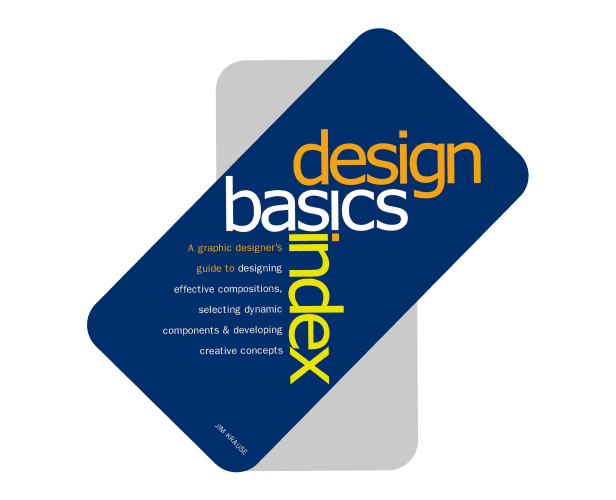 design
basics
index
A graphic designer's
guide to designing
effective compositions,
selecting dynamic
components & developing
creative concepts
JIM KRAUSE